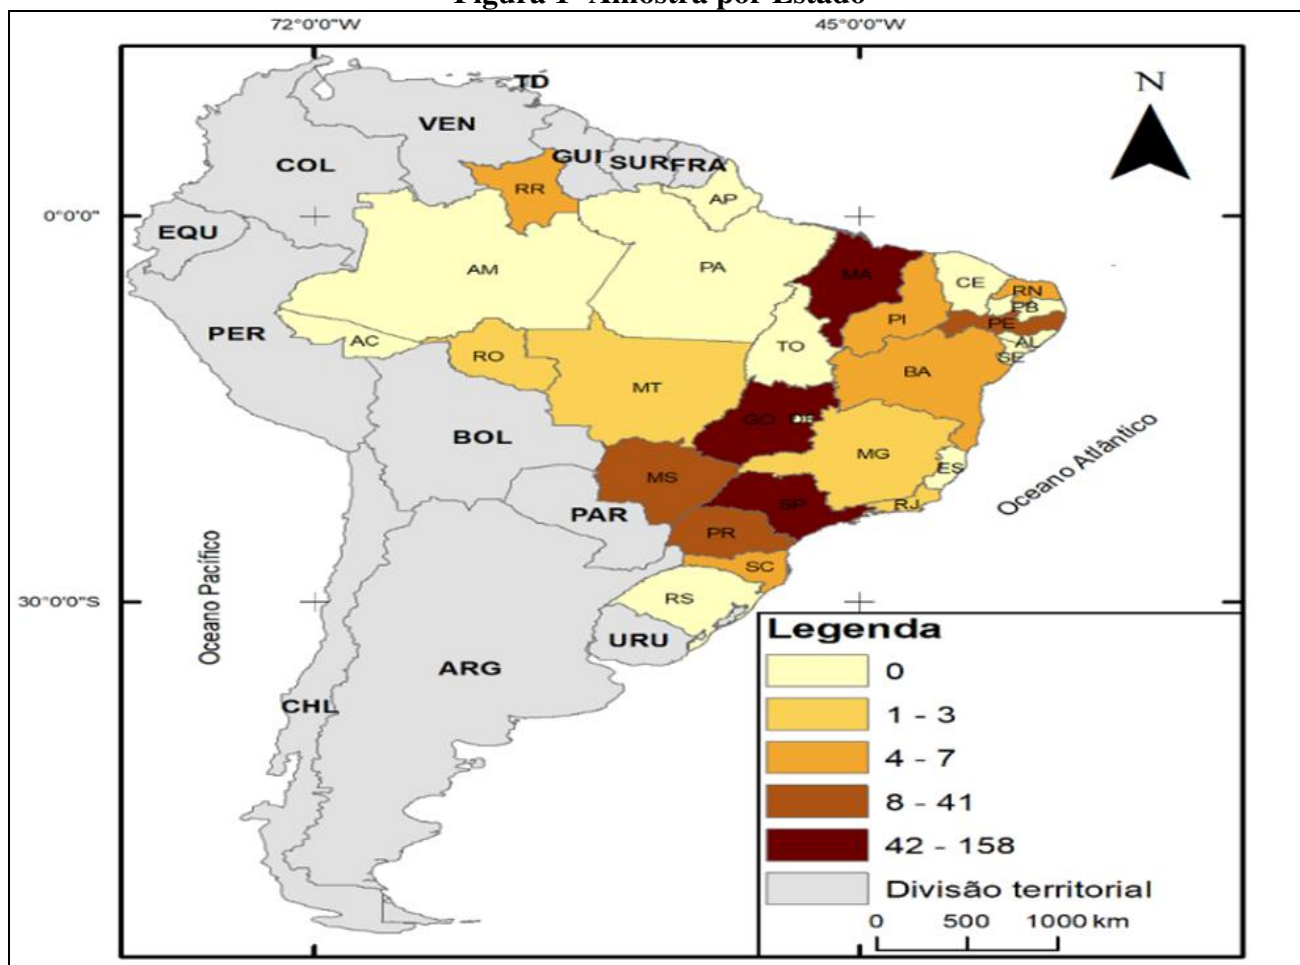 Figura 1- Amostra por Estado
72°0'0"W
45°0'0"W
N
TD
VEN
GUI
SUR
FRA
COL
RR
AP
0°0'0"
EQU
AM
PA
MA
CE
RN
PB
PI
PE
PER
AC
TO
AL
SE
RO
BA
MT
GO
DF
BOL
MG
ES
MS
Oceano Atlântico
SP
RJ
PAR
PR
SC
Oceano Pacífico
30°0'0"S
RS
URU
ARG
CHL
Legenda
0
1 - 3
4 - 7
8 - 41
42 - 158
Divisão territorial
0 500 1000 km